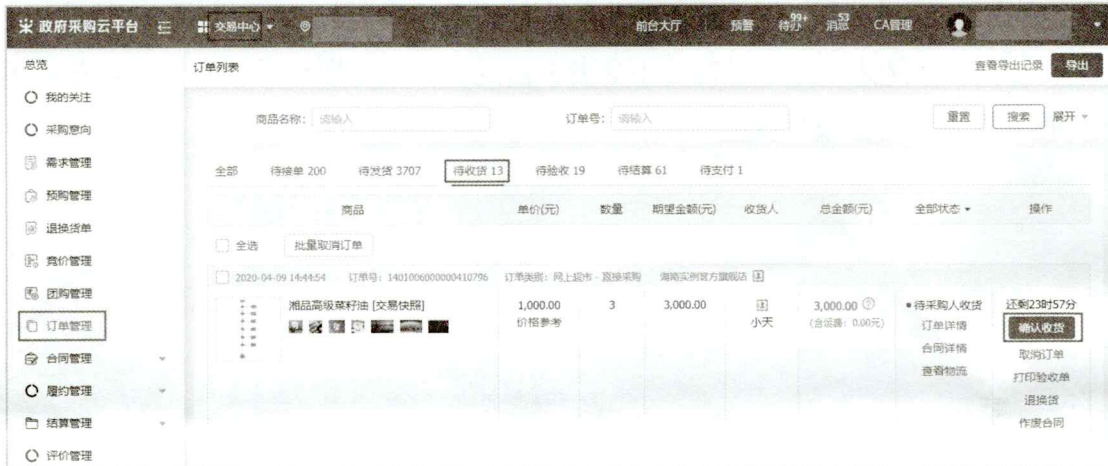 政府采购云平台 交易中心 前台大厅 预警 待办 99+ 消息 53 CA管理
总览
我的关注
采购意向
需求管理
预购管理
退换货单
竞价管理
团购管理
订单管理
合同管理
履约管理
结算管理
评价管理
订单列表 查看导出记录 导出
商品名称: 请输入 订单号: 请输入 重置 搜索 展开
全部 待接单 200 待发货 3707 待收货 13 待验收 19 待结算 61 待支付 1
商品 单价(元) 数量 期望金额(元) 收货人 总金额(元) 全部状态 操作
全选 批量取消订单
2020-04-09 14:44:54 订单号: 1401006000000410796 订单类别: 网上超市 - 直接采购 湖南实例官方旗舰店
湘品高级菜籽油 [交易快照] 1,000.00 3 3,000.00 3,000.00 待采购人收货 还剩23时57分
价格参考 小天 (含运费: 0.00元) 订单详情 确认收货
合同详情 取消订单
查看物流 打印验收单
退换货
作废合同